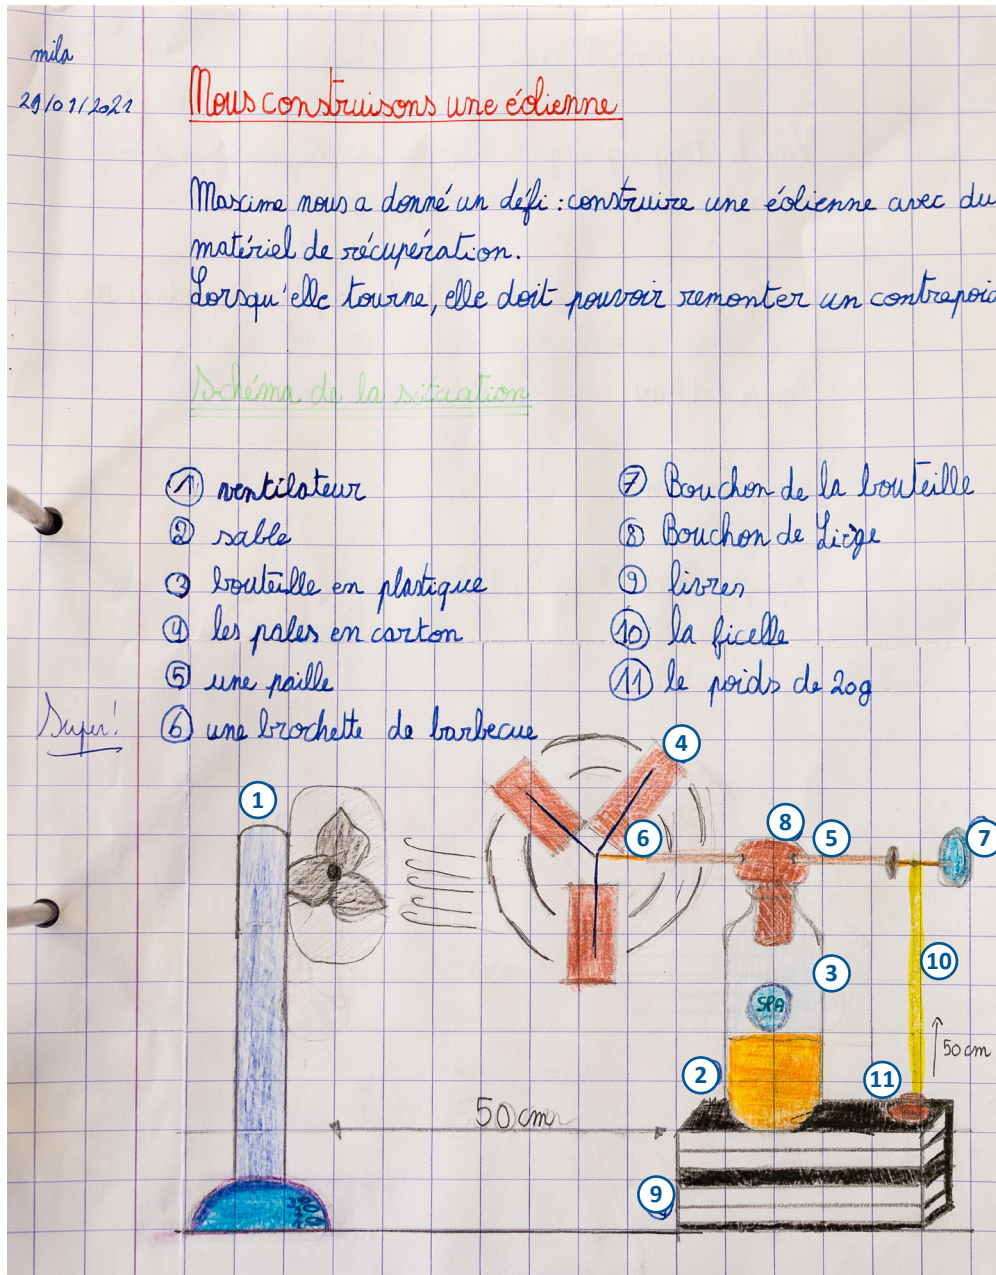 mila
29/01/2021
Nous construisons une éolienne
Maxime nous a donné un défi : construire une éolienne avec du
matériel de récupération.
Lorsqu'elle tourne, elle doit pouvoir remonter un contrepoid
Schéma de la situation
1 ventilateur
2 sable
3 bouteille en plastique
4 les pales en carton
5 une paille
6 une brochette de barbecue
7 Bouchon de la bouteille
8 Bouchon de Liège
9 livres
10 la ficelle
11 le poids de 20g
Super!
4
1
8
6
5
7
3
10
SPA
50 cm
2
11
50 cm
9